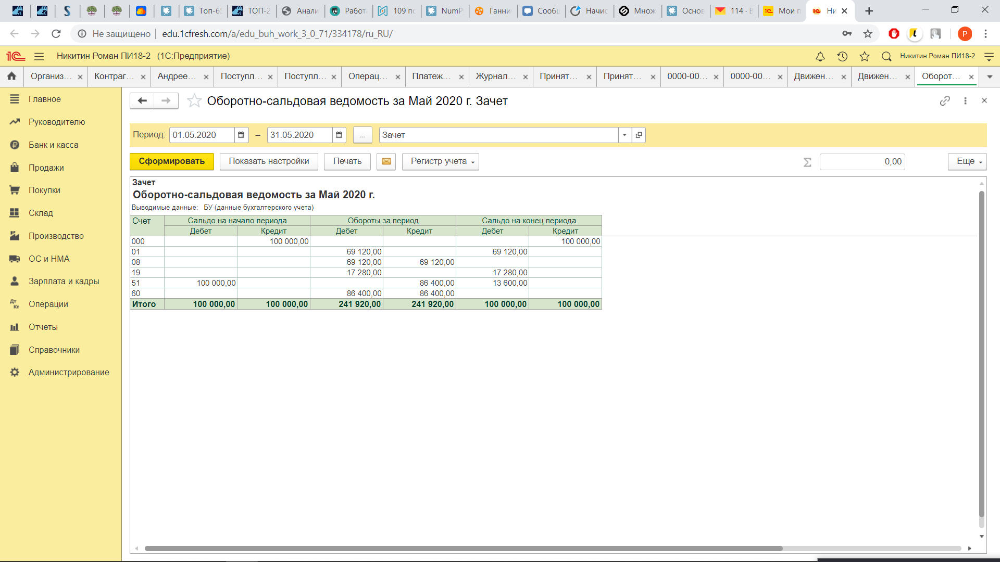 Топ-65
ТОП-2
Анали
Работа
109 по
NumPy
Ганни
Сообщ
Начис
Множ
Основ
114 · В
Мои п
Ни
Не защищено
edu.1cfresh.com/a/edu_buh_work_3_0_71/334178/ru_RU/
Р
Никитин Роман ПИ18-2 (1С:Предприятие)
Никитин Роман ПИ18-2
Организ...
Контраг...
Андрее...
Поступл...
Поступл...
Операц...
Платеж...
Журнал...
Принят...
Принят...
0000-00...
0000-00...
Движен...
Движен...
Оборот...
Главное
Руководителю
Банк и касса
Продажи
Покупки
Склад
Производство
ОС и НМА
Зарплата и кадры
Операции
Отчеты
Справочники
Администрирование
Оборотно-сальдовая ведомость за Май 2020 г. Зачет
Период: 01.05.2020 – 31.05.2020 ... Зачет
Сформировать Показать настройки Печать Регистр учета Σ 0,00 Еще
Зачет
Оборотно-сальдовая ведомость за Май 2020 г.
Выводимые данные: БУ (данные бухгалтерского учета)
Счет Сальдо на начало периода Обороты за период Сальдо на конец периода
Дебет Кредит Дебет Кредит Дебет Кредит
000 100 000,00 100 000,00
01 69 120,00 69 120,00
08 69 120,00 69 120,00
19 17 280,00 17 280,00
51 100 000,00 86 400,00 13 600,00
60 86 400,00 86 400,00
Итого 100 000,00 100 000,00 241 920,00 241 920,00 100 000,00 100 000,00